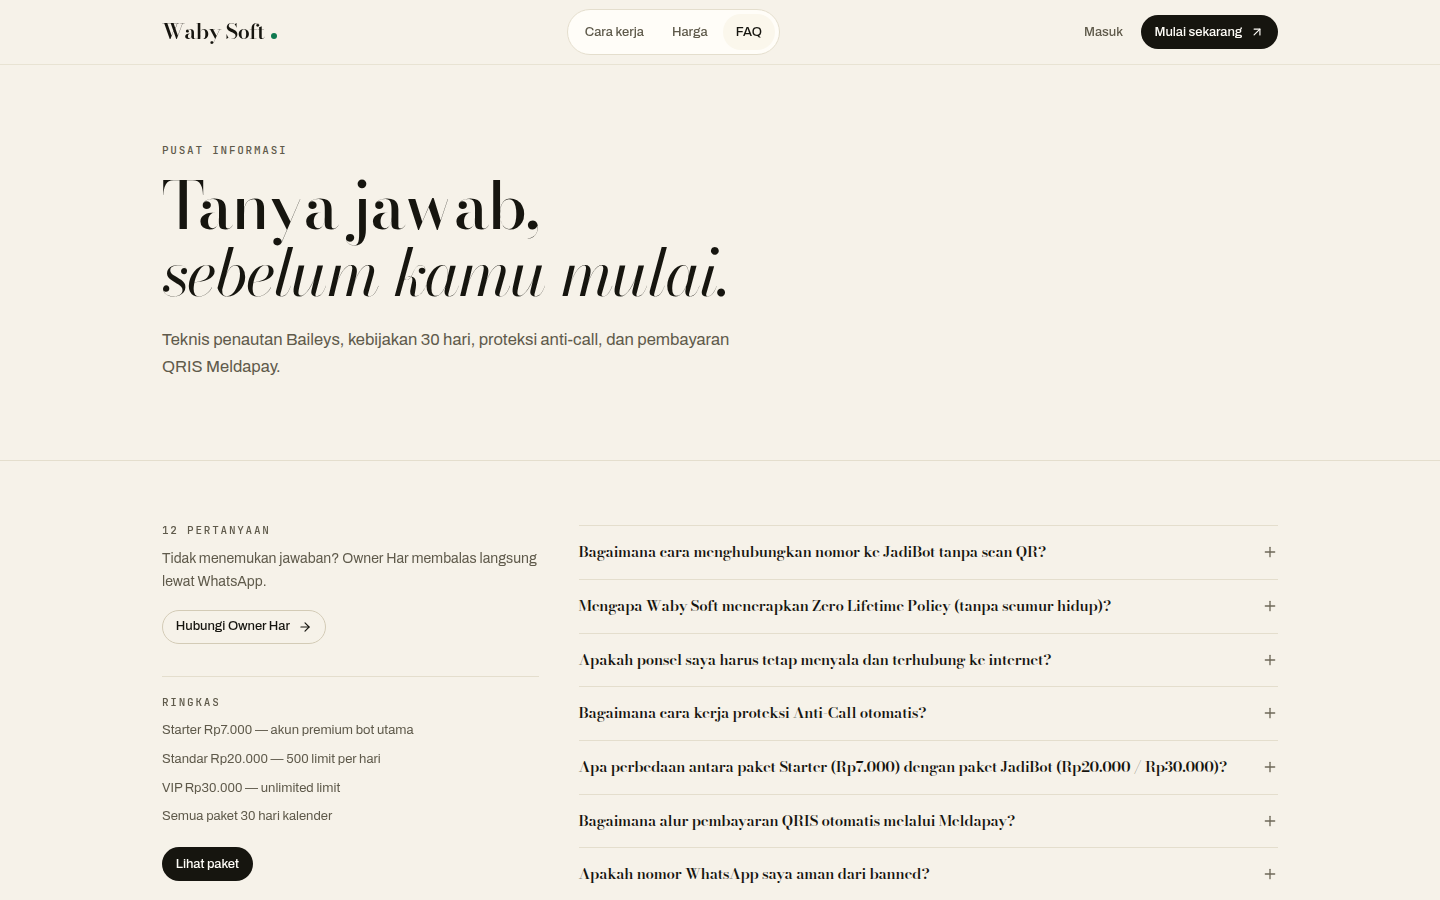 Waby Soft
Cara kerja
Harga
FAQ
Masuk
Mulai sekarang
PUSAT INFORMASI
Tanya jawab,
sebelum kamu mulai.
Teknis penautan Baileys, kebijakan 30 hari, proteksi anti-call, dan pembayaran
QRIS Meldapay.
12 PERTANYAAN
Tidak menemukan jawaban? Owner Har membalas langsung
lewat WhatsApp.
Hubungi Owner Har
RINGKAS
Starter Rp7.000 — akun premium bot utama
Standar Rp20.000 — 500 limit per hari
VIP Rp30.000 — unlimited limit
Semua paket 30 hari kalender
Lihat paket
Bagaimana cara menghubungkan nomor ke JadiBot tanpa scan QR?
Mengapa Waby Soft menerapkan Zero Lifetime Policy (tanpa seumur hidup)?
Apakah ponsel saya harus tetap menyala dan terhubung ke internet?
Bagaimana cara kerja proteksi Anti-Call otomatis?
Apa perbedaan antara paket Starter (Rp7.000) dengan paket JadiBot (Rp20.000 / Rp30.000)?
Bagaimana alur pembayaran QRIS otomatis melalui Meldapay?
Apakah nomor WhatsApp saya aman dari banned?